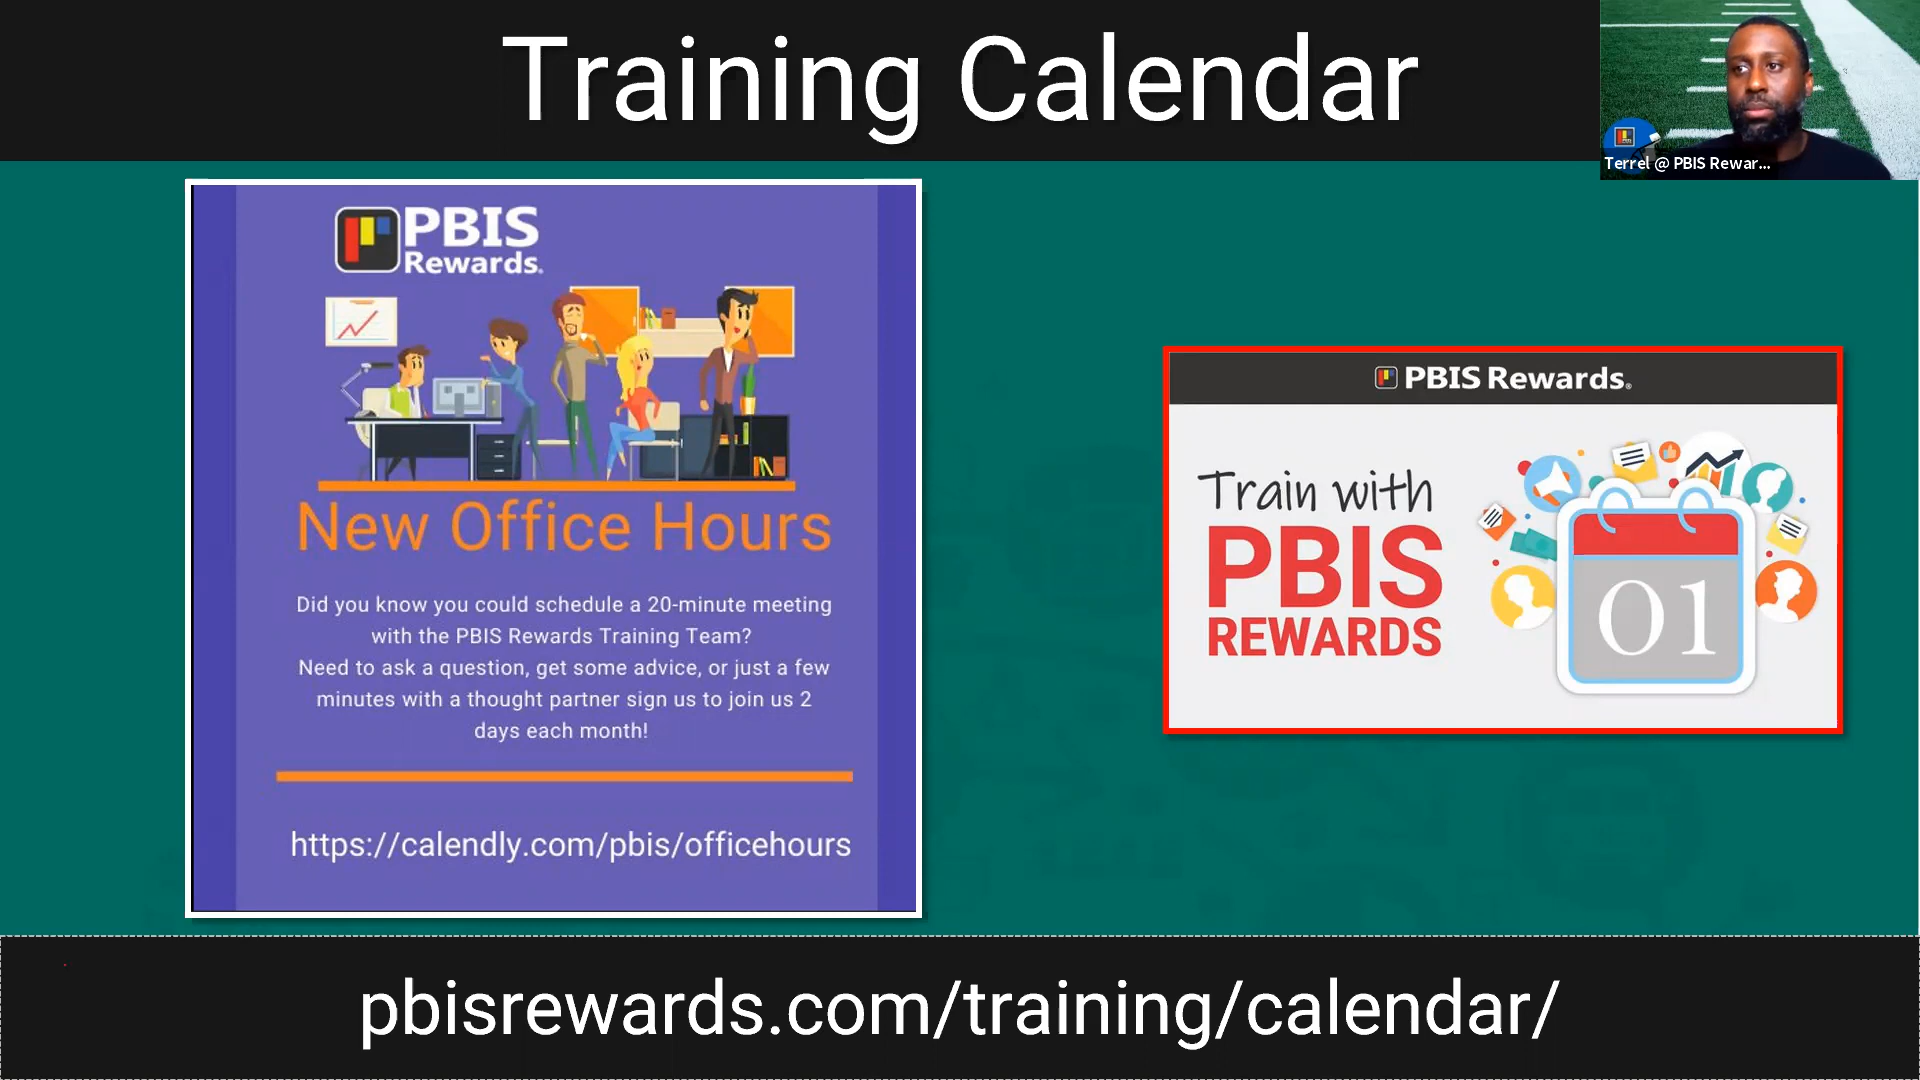 Training Calendar
Terrel @ PBIS Rewar...
PBIS
Rewards.
New Office Hours
Did you know you could schedule a 20-minute meeting
with the PBIS Rewards Training Team?
Need to ask a question, get some advice, or just a few
minutes with a thought partner sign us to join us 2
days each month!
https://calendly.com/pbis/officehours
PBIS Rewards®
Train with
PBIS
REWARDS
01
pbisrewards.com/training/calendar/